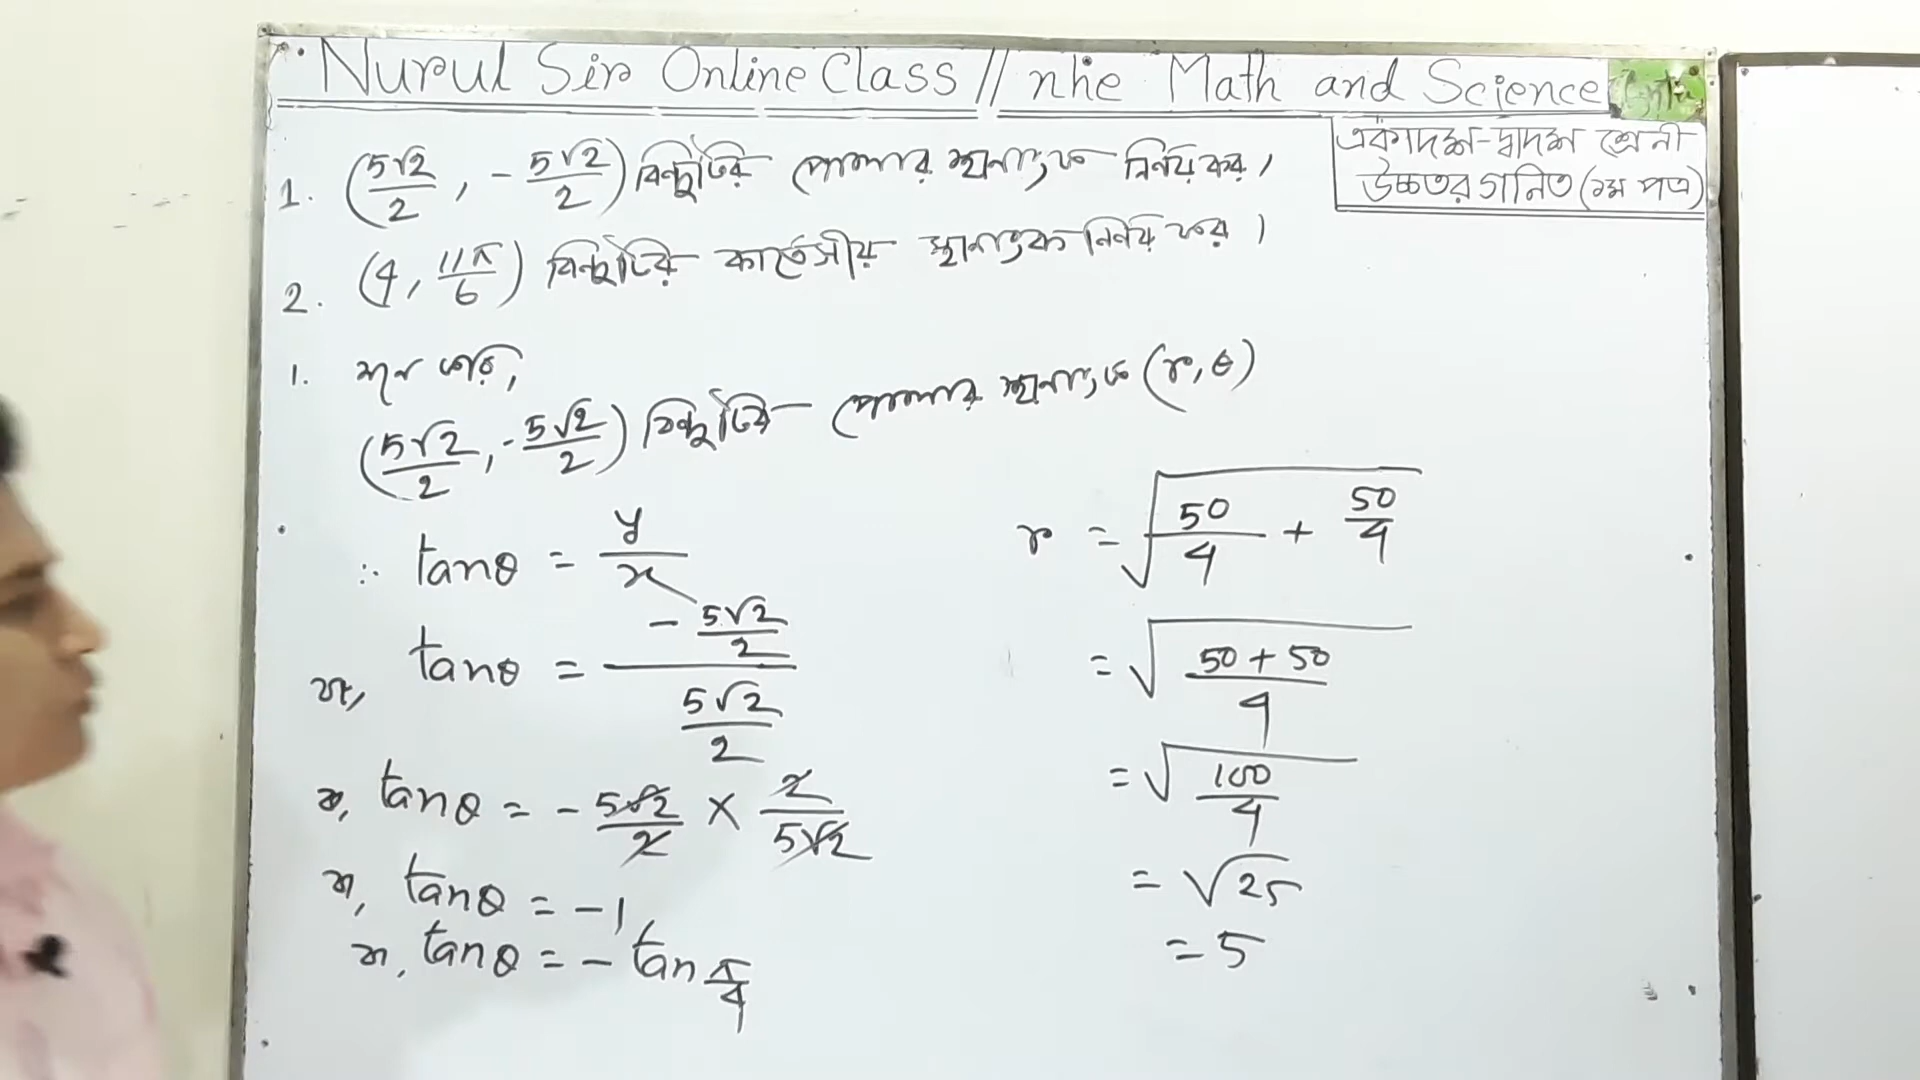 Nurul Sir Online Class // nhe Math and Science
একাদশ-দ্বাদশ শ্রেনী
উচ্চতর গনিত (১ম পত্র)
1. (5√2/2, -5√2/2) বিন্দুটির পোলার স্থানাংক নির্নয় কর।
2. (4, 11π/6) বিন্দুটির কার্তেসীয় স্থানাংক নির্নয় কর।
1. মনে করি,
(5√2/2, -5√2/2) বিন্দুটির পোলার স্থানাংক (r, θ)
∴ tanθ = y/x
বা, tanθ = (-5√2/2)/(5√2/2)
বা, tanθ = -5√2/2 × 2/5√2
বা, tanθ = -1
বা, tanθ = -tan π/4
r = √(50/4 + 50/4)
= √((50+50)/4)
= √(100/4)
= √25
= 5